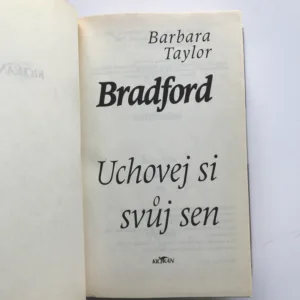 Barbara
Taylor
Bradford
Uchovej si
svůj sen